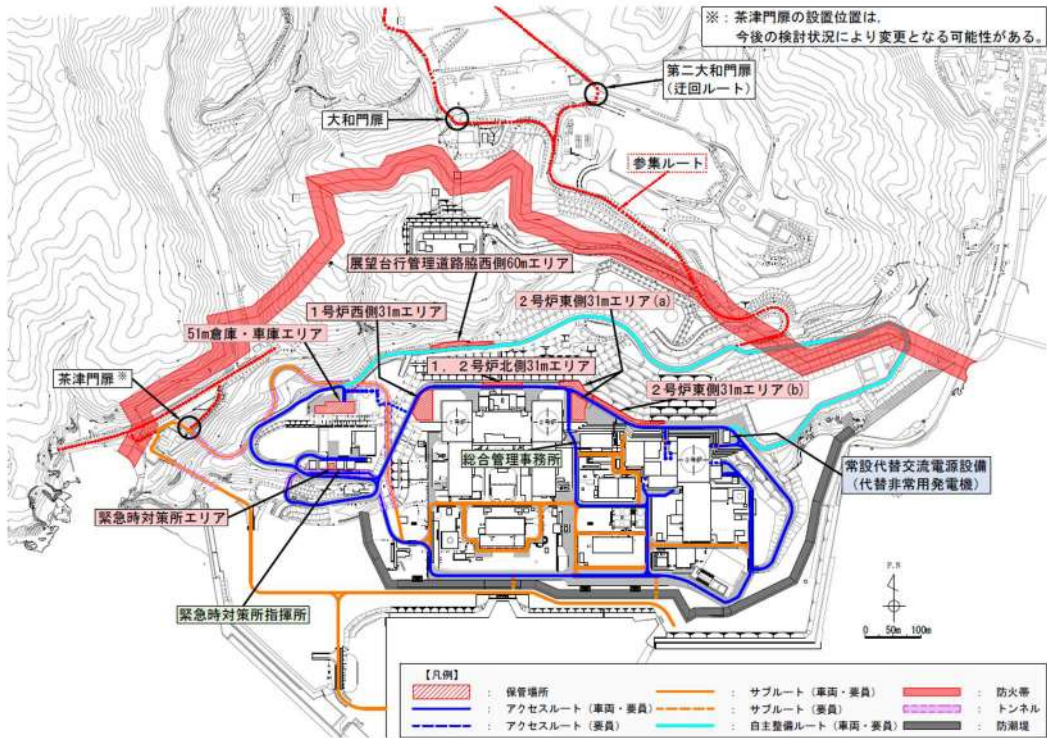 ※：茶津門扉の設置位置は，
今後の検討状況により変更となる可能性がある。
第二大和門扉
（迂回ルート）
大和門扉
参集ルート
展望台行管理道路脇西側60mエリア
1号炉西側31mエリア
2号炉東側31mエリア(a)
51m倉庫・車庫エリア
1，2号炉北側31mエリア
茶津門扉※
2号炉東側31mエリア(b)
1号炉
2号炉
3号炉
総合管理事務所
常設代替交流電源設備
（代替非常用発電機）
緊急時対策所エリア
緊急時対策所指揮所
P.N
0 50m 100m
【凡例】
： 保管場所
： アクセスルート（車両・要員）
： アクセスルート（要員）
： サブルート（車両・要員）
： サブルート（要員）
： 自主整備ルート（車両・要員）
： 防火帯
： トンネル
： 防潮堤